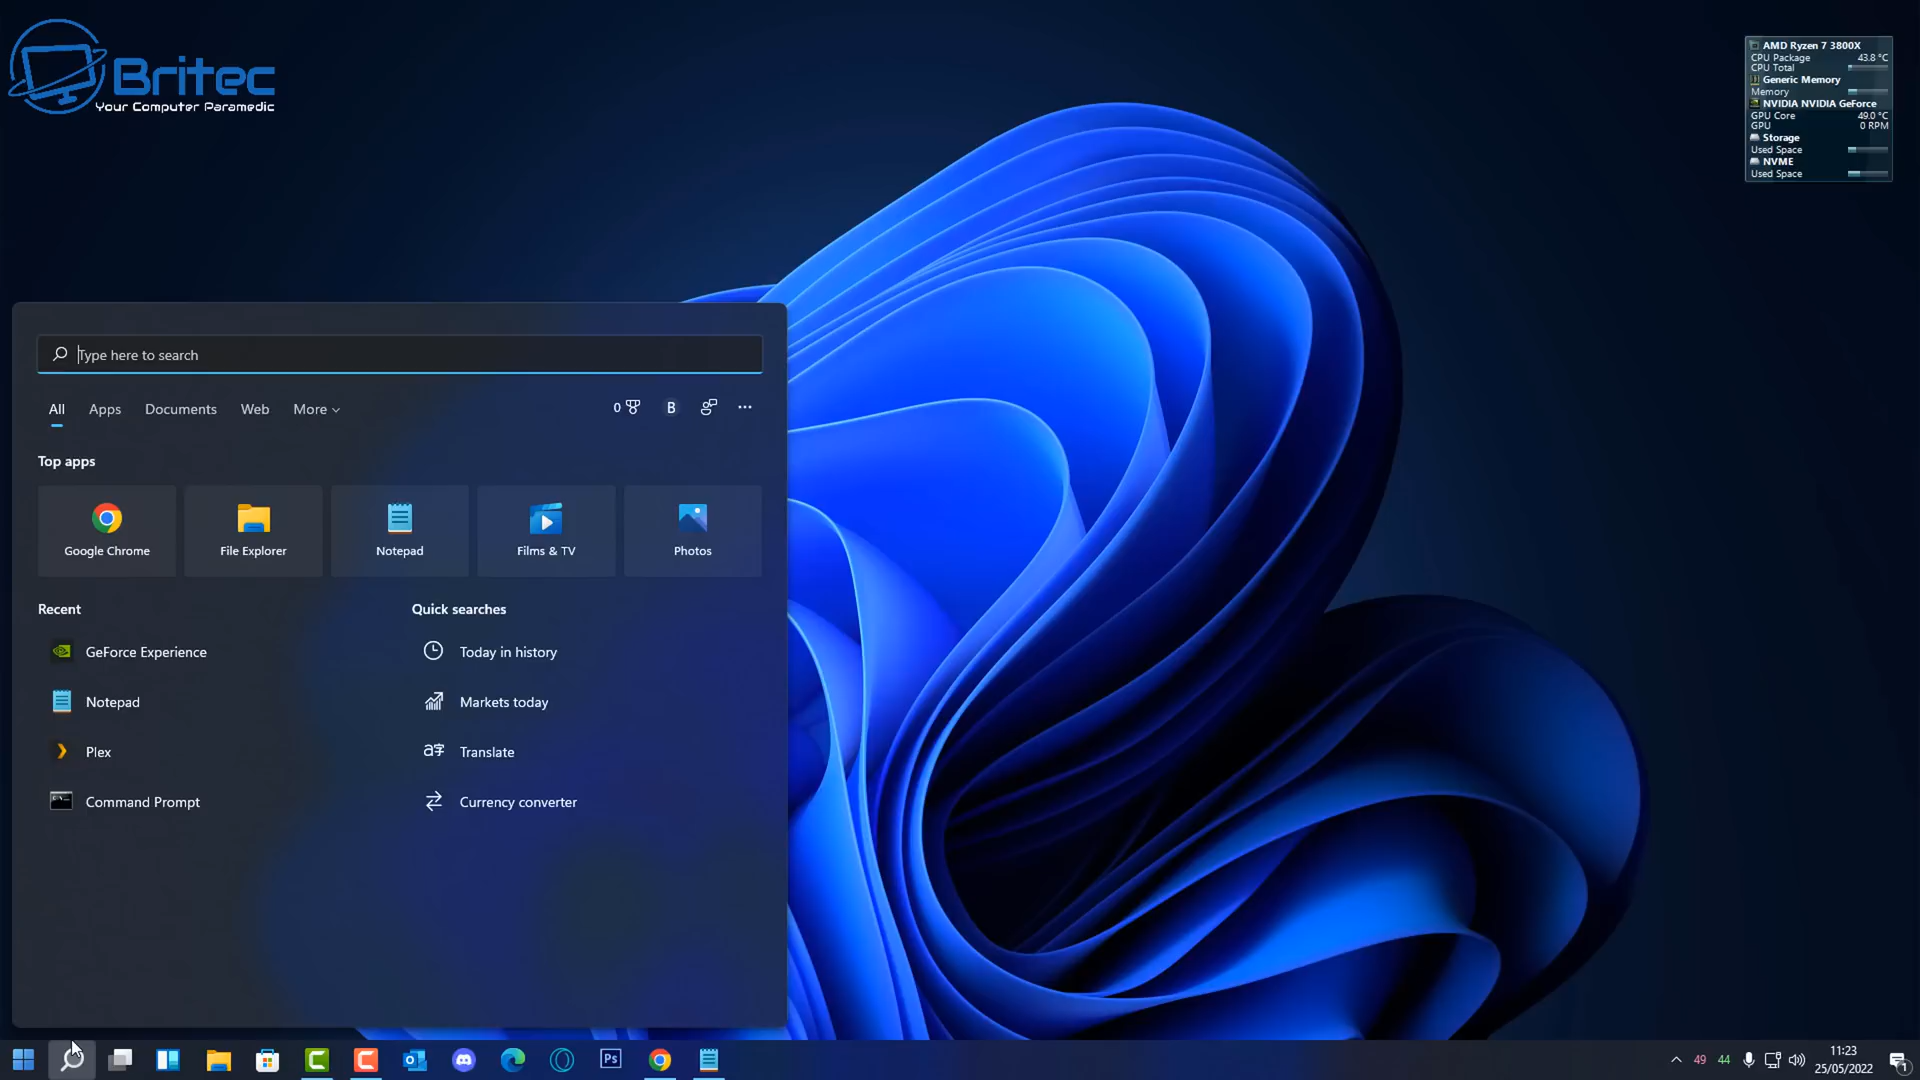 Britec
Your Computer Paramedic
AMD Ryzen 7 3800X
CPU Package 43.8 °C
CPU Total
Generic Memory
Memory
NVIDIA NVIDIA GeForce
GPU Core 49.0 °C
GPU 0 RPM
Storage
Used Space
NVME
Used Space
Type here to search
All Apps Documents Web More 0 B
Top apps
Google Chrome File Explorer Notepad Films & TV Photos
Recent Quick searches
GeForce Experience Today in history
Notepad Markets today
Plex Translate
Command Prompt Currency converter
Ps
49 44
11:23
25/05/2022
1